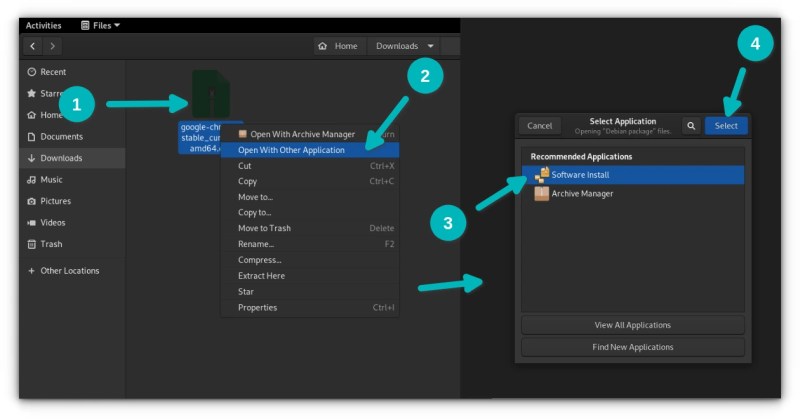 Activities
Files
Home
Downloads
Recent
Starre
Home
Documents
Downloads
Music
Pictures
Videos
Trash
+ Other Locations
1
google-chr
stable_cur
amd64.
2
Open With Archive Manager
Open With Other Application
Cut Ctrl+X
Copy Ctrl+C
Move to...
Copy to...
Move to Trash Delete
Rename... F2
Compress...
Extract Here
Star
Properties Ctrl+I
3
4
Cancel
Select Application
Opening "Debian package" files.
Select
Recommended Applications
Software Install
Archive Manager
View All Applications
Find New Applications